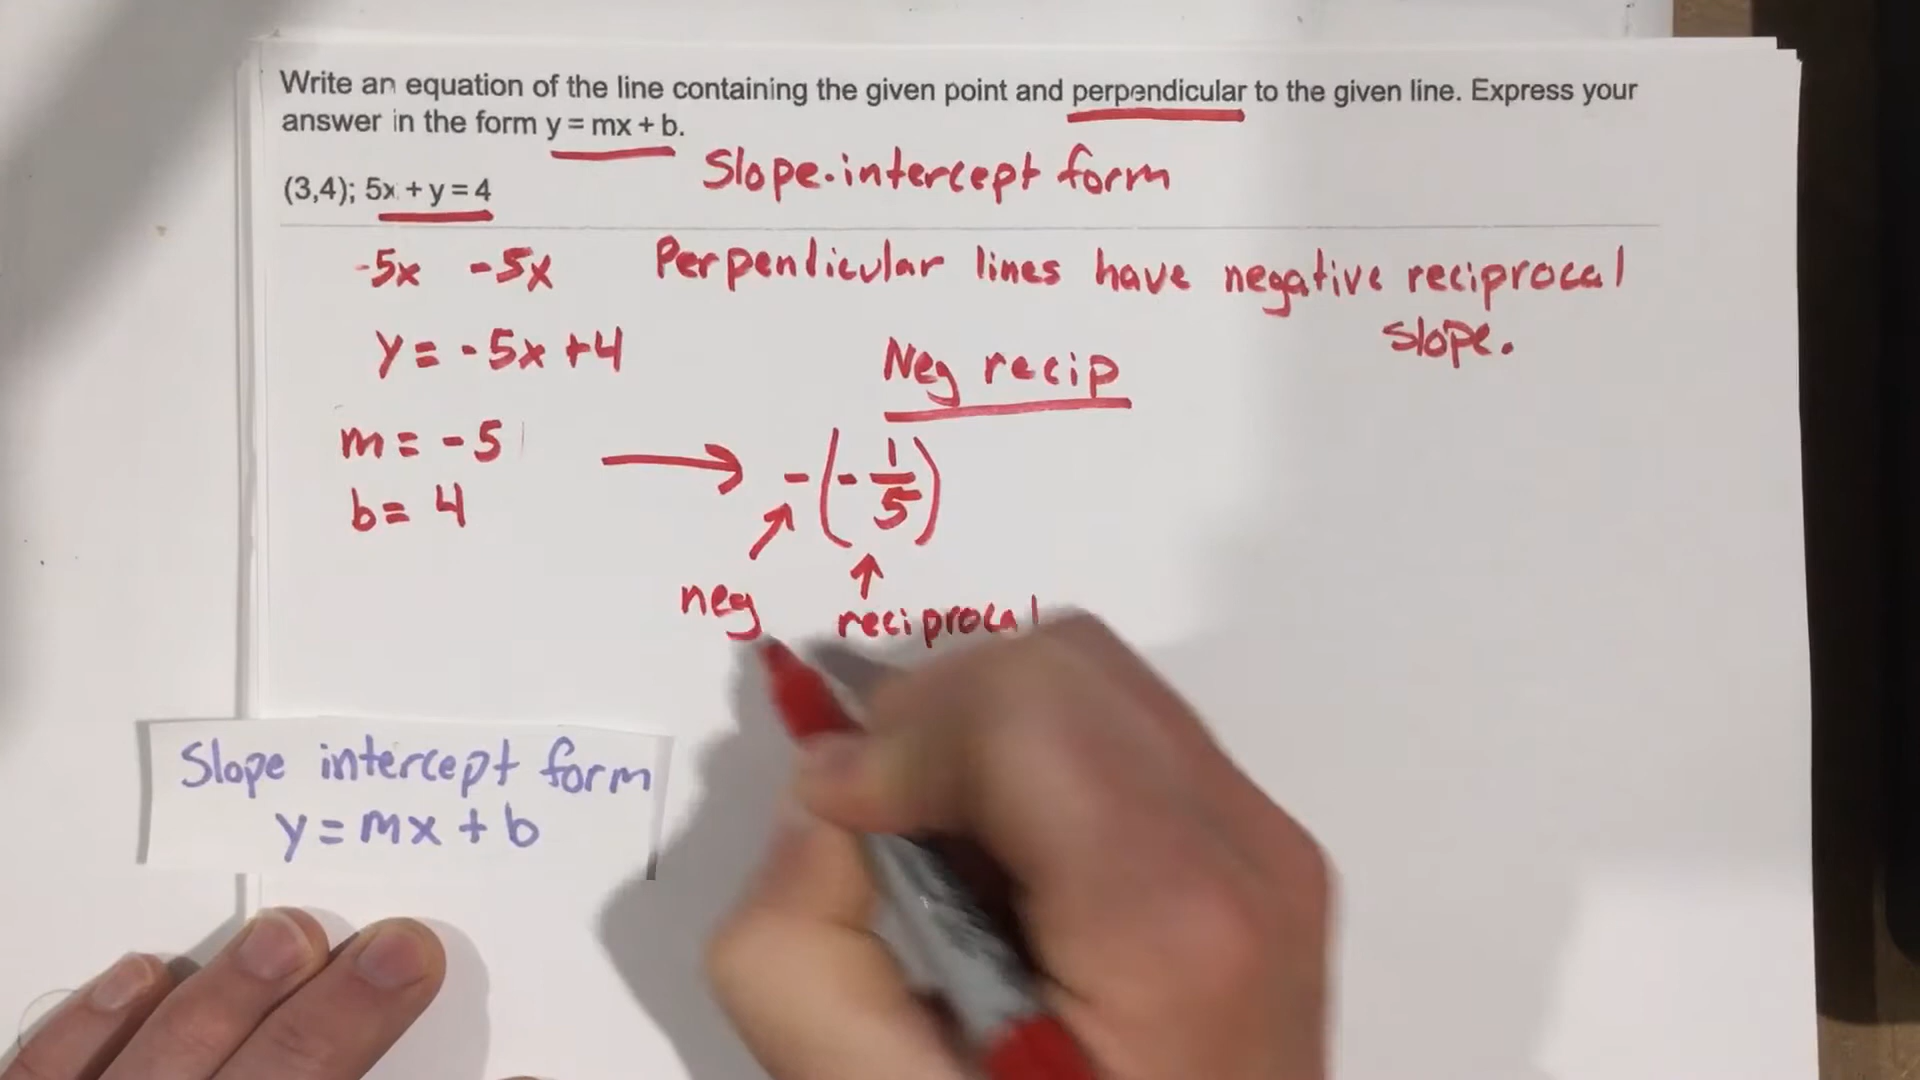 Write an equation of the line containing the given point and perpendicular to the given line. Express your
answer in the form y = mx + b.
Slope-intercept form
(3,4); 5x + y = 4
-5x -5x
Perpendicular lines have negative reciprocal
slope.
y = -5x + 4
Neg recip
m = -5
b = 4
-(-1/5)
neg
reciprocal
Slope intercept form
y = mx + b